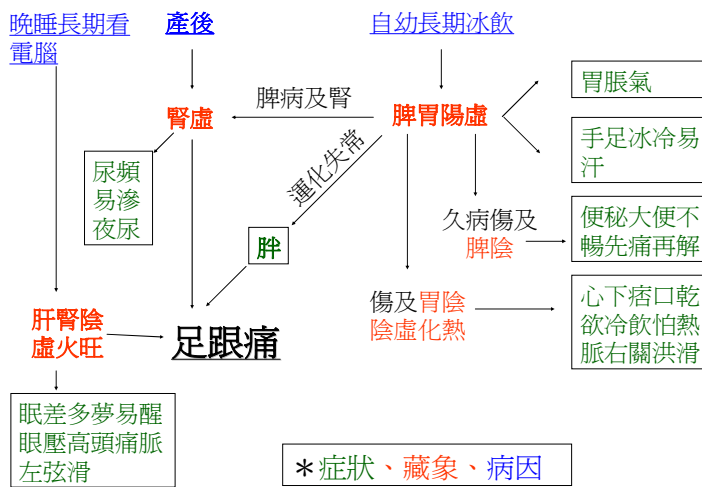 晚睡長期看
電腦
產後
自幼長期冰飲
胃脹氣
脾病及腎
腎虛
脾胃陽虛
手足冰冷易
汗
尿頻
易滲
夜尿
運化失常
胖
久病傷及
脾陰
便秘大便不
暢先痛再解
肝腎陰
虛火旺
足跟痛
傷及胃陰
陰虛化熱
心下痞口乾
欲冷飲怕熱
脈右關洪滑
眠差多夢易醒
眼壓高頭痛脈
左弦滑
＊症狀、藏象、病因